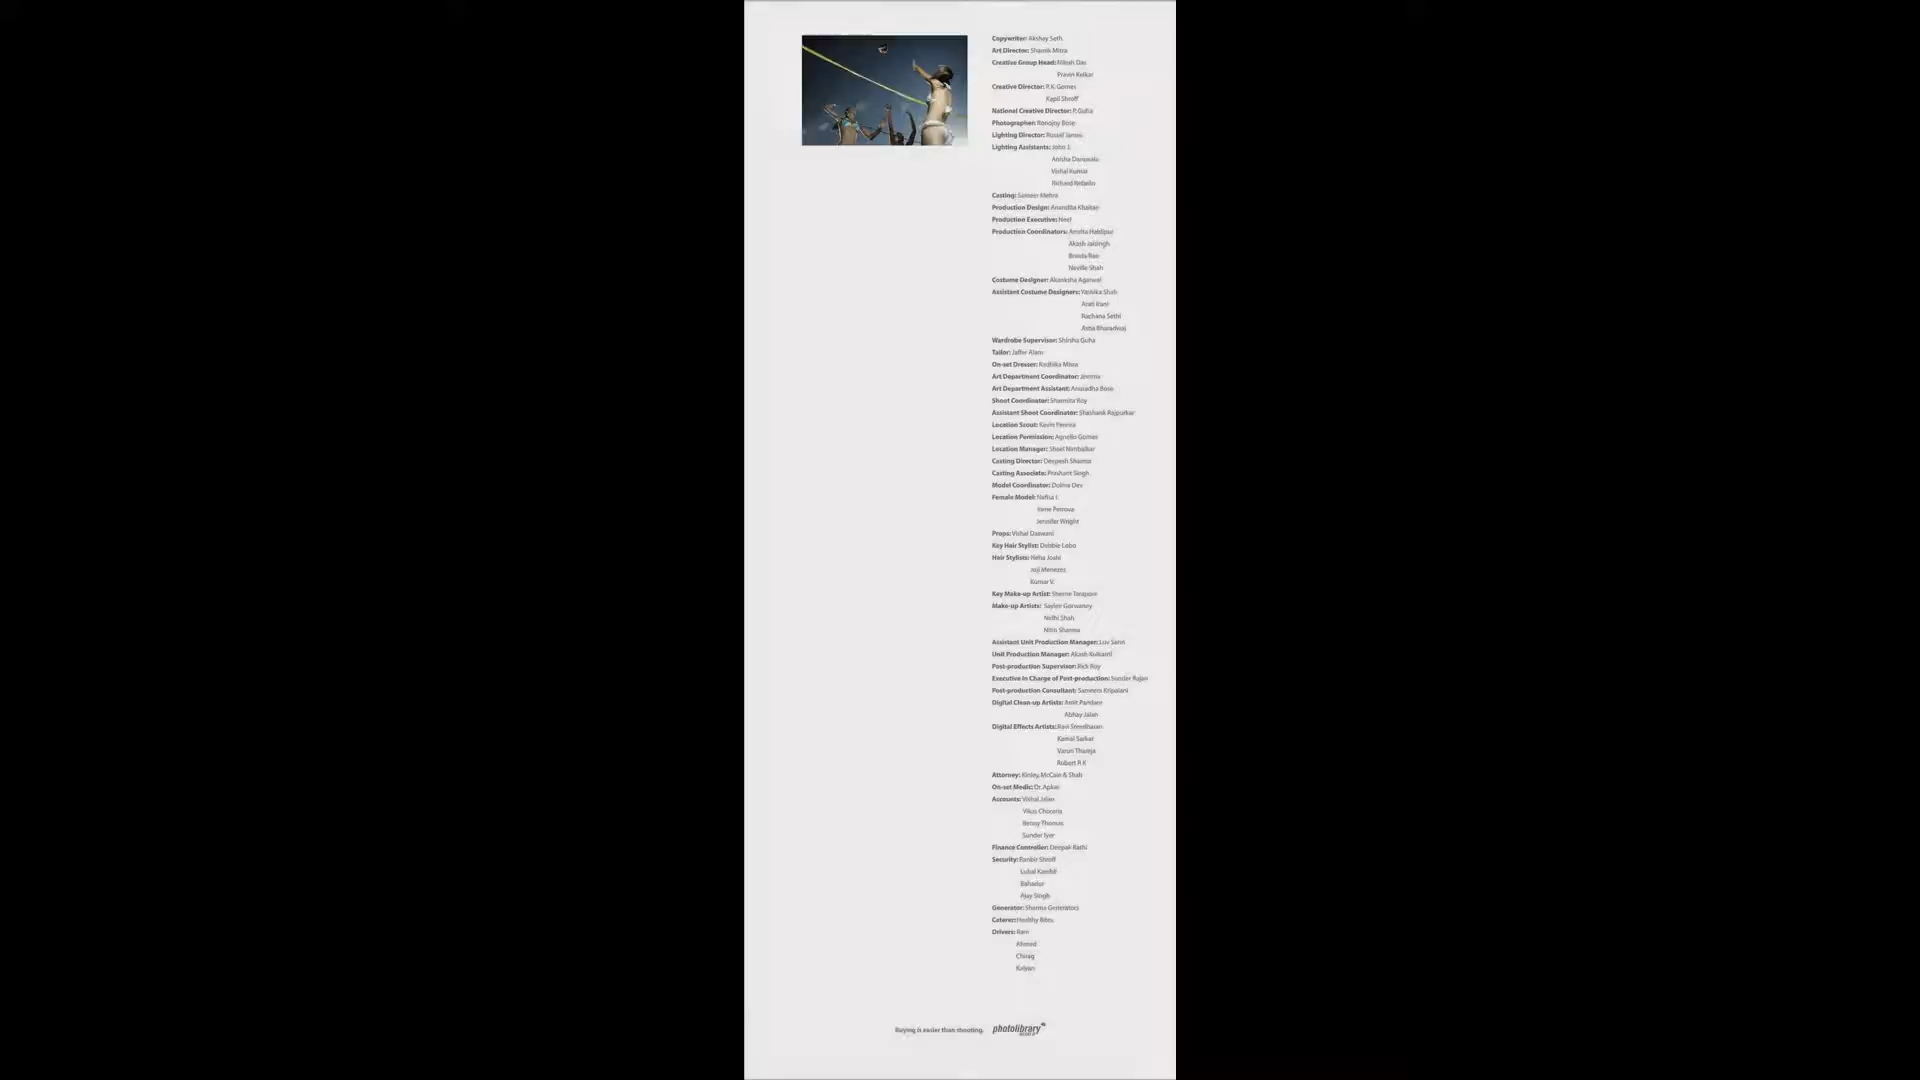 Copywriter: Akshay Seth
Art Director: Shamik Mitra
Creative Group Head: Nilesh Das
Pravin Kelkar
Creative Director: P. K. Gomes
Kapil Shroff
National Creative Director: P. Guha
Photographer: Ronojoy Bose
Lighting Director: Russel James
Lighting Assistants: John J.
Anisha Daruwala
Vishal Kumar
Richard Rebello
Casting: Sameer Mehra
Production Design: Anandita Khaitan
Production Executive: Neel
Production Coordinators: Amrita Haldipur
Akash Jaisingh
Brinda Rao
Neville Shah
Costume Designer: Akanksha Agarwal
Assistant Costume Designers: Yashika Shah
Arati Irani
Rachana Sethi
Asha Bharadwaj
Wardrobe Supervisor: Shirsha Guha
Tailor: Jaffer Alam
On-set Dresser: Radhika Misra
Art Department Coordinator: Jemma
Art Department Assistant: Anuradha Bose
Shoot Coordinator: Sharmita Roy
Assistant Shoot Coordinator: Shashank Rajpurkar
Location Scout: Kevin Pereira
Location Permission: Agnello Gomes
Location Manager: Sheel Nimbalkar
Casting Director: Deepesh Sharma
Casting Associate: Prashant Singh
Model Coordinator: Dolma Dev
Female Model: Nafisa I.
Irene Petrova
Jennifer Wright
Props: Vishal Daswani
Key Hair Stylist: Debbie Lobo
Hair Stylists: Neha Joshi
Joji Menezes
Kumar V.
Key Make-up Artist: Sherne Tarapore
Make-up Artists: Saylee Gorwaney
Nidhi Shah
Nitin Sharma
Assistant Unit Production Manager: Luv Sahni
Unit Production Manager: Akash Kulkarni
Post-production Supervisor: Rick Roy
Executive In Charge of Post-production: Sunder Rajan
Post-production Consultant: Sameera Kripalani
Digital Clean-up Artists: Amit Pandare
Abhay Jalan
Digital Effects Artists: Ravi Sreedharan
Kamal Sarkar
Varun Thareja
Robert R K
Attorney: Kinley, McCain & Shah
On-set Medic: Dr. Apkar
Accounts: Vishal Jalan
Vikas Choraria
Benoy Thomas
Sunder Iyer
Finance Controller: Deepak Rathi
Security: Ranbir Shroff
Kambli
Bahadur
Ajay Singh
Generator: Sharma Generators
Caterer: Healthy Bites
Drivers: Ram
Ahmed
Chirag
Kalyan
Buying is easier than shooting. photolibrary